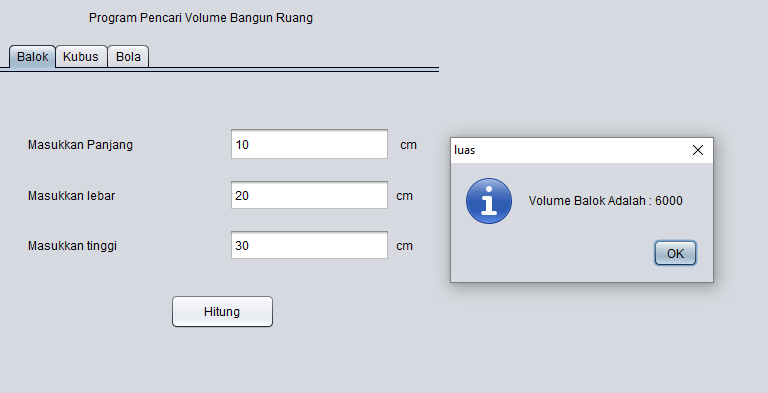 Program Pencari Volume Bangun Ruang
Balok Kubus Bola
Masukkan Panjang 10 cm
Masukkan lebar 20 cm
Masukkan tinggi 30 cm
Hitung
luas
Volume Balok Adalah : 6000
OK